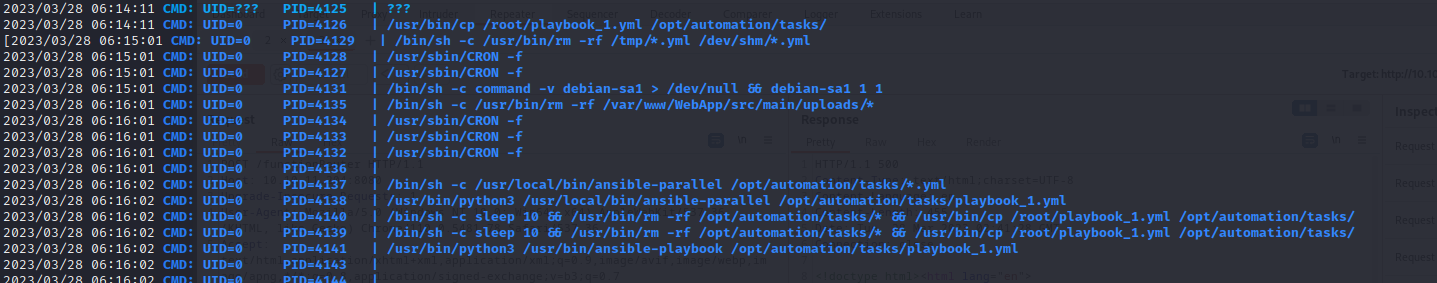 2023/03/28 06:14:11 CMD: UID=??? PID=4125 | ???
2023/03/28 06:14:11 CMD: UID=0 PID=4126 | /usr/bin/cp /root/playbook_1.yml /opt/automation/tasks/
[2023/03/28 06:15:01 CMD: UID=0 PID=4129 | /bin/sh -c /usr/bin/rm -rf /tmp/*.yml /dev/shm/*.yml
2023/03/28 06:15:01 CMD: UID=0 PID=4128 | /usr/sbin/CRON -f
2023/03/28 06:15:01 CMD: UID=0 PID=4127 | /usr/sbin/CRON -f
2023/03/28 06:15:01 CMD: UID=0 PID=4131 | /bin/sh -c command -v debian-sa1 > /dev/null && debian-sa1 1 1
2023/03/28 06:16:01 CMD: UID=0 PID=4135 | /bin/sh -c /usr/bin/rm -rf /var/www/WebApp/src/main/uploads/*
2023/03/28 06:16:01 CMD: UID=0 PID=4134 | /usr/sbin/CRON -f
2023/03/28 06:16:01 CMD: UID=0 PID=4133 | /usr/sbin/CRON -f
2023/03/28 06:16:01 CMD: UID=0 PID=4132 | /usr/sbin/CRON -f
2023/03/28 06:16:01 CMD: UID=0 PID=4136 |
2023/03/28 06:16:02 CMD: UID=0 PID=4137 | /bin/sh -c /usr/local/bin/ansible-parallel /opt/automation/tasks/*.yml
2023/03/28 06:16:02 CMD: UID=0 PID=4138 | /usr/bin/python3 /usr/local/bin/ansible-parallel /opt/automation/tasks/playbook_1.yml
2023/03/28 06:16:02 CMD: UID=0 PID=4140 | /bin/sh -c sleep 10 && /usr/bin/rm -rf /opt/automation/tasks/* && /usr/bin/cp /root/playbook_1.yml /opt/automation/tasks/
2023/03/28 06:16:02 CMD: UID=0 PID=4139 | /bin/sh -c sleep 10 && /usr/bin/rm -rf /opt/automation/tasks/* && /usr/bin/cp /root/playbook_1.yml /opt/automation/tasks/
2023/03/28 06:16:02 CMD: UID=0 PID=4141 | /usr/bin/python3 /usr/bin/ansible-playbook /opt/automation/tasks/playbook_1.yml
2023/03/28 06:16:02 CMD: UID=0 PID=4143 |
2023/03/28 06:16:02 CMD: UID=0 PID=4144 |